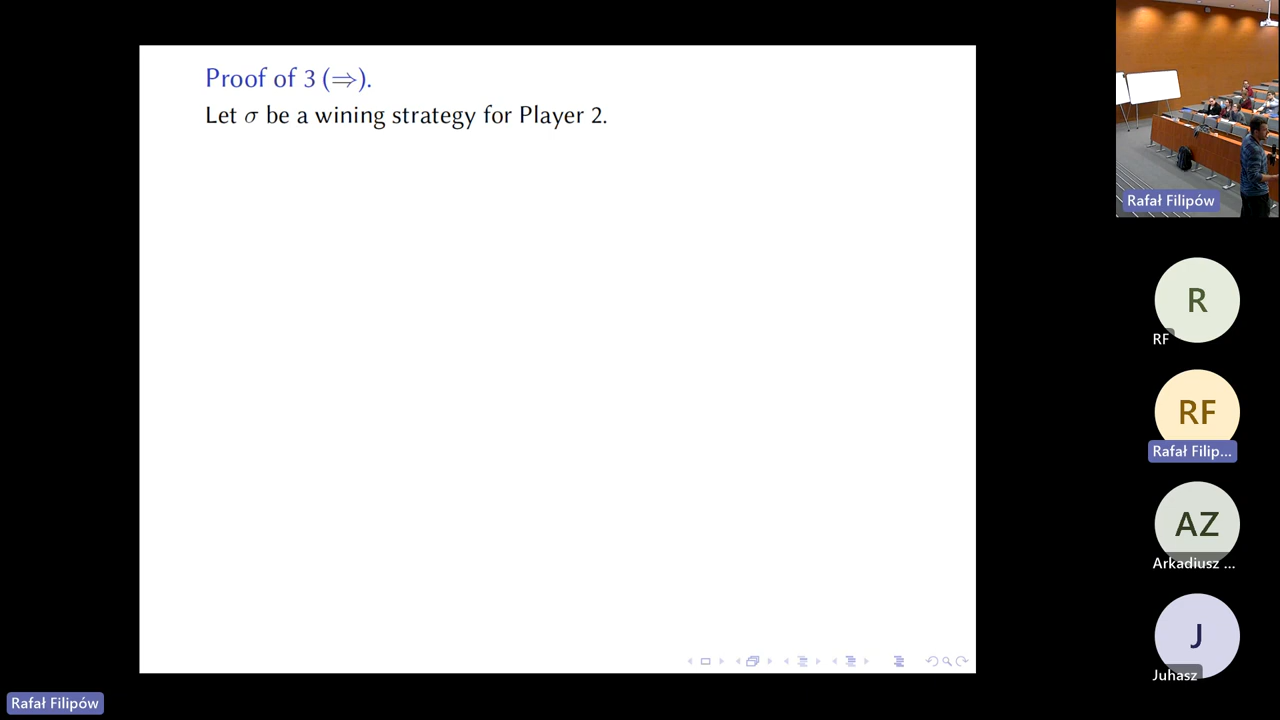 Proof of 3 (⇒).
Let σ be a wining strategy for Player 2.
Rafał Filipów
R
RF
RF
Rafał Filip...
AZ
Arkadiusz ...
J
Juhasz
Rafał Filipów